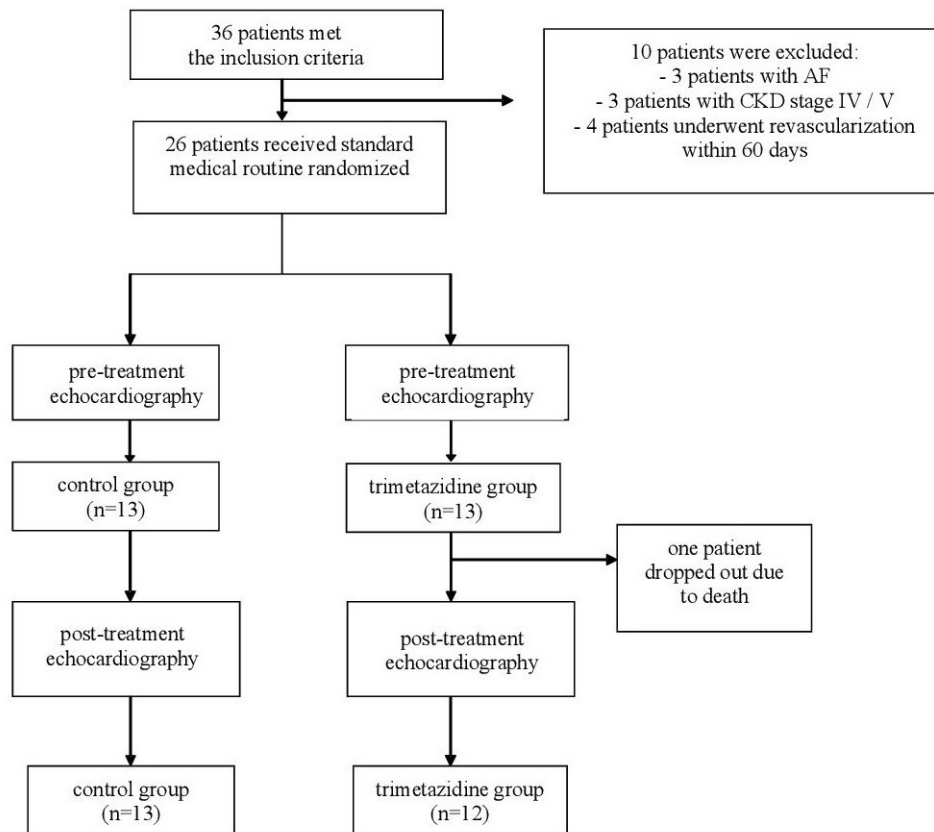 36 patients met
the inclusion criteria
10 patients were excluded:
- 3 patients with AF
- 3 patients with CKD stage IV / V
- 4 patients underwent revascularization
within 60 days
26 patients received standard
medical routine randomized
pre-treatment
echocardiography
pre-treatment
echocardiography
control group
(n=13)
trimetazidine group
(n=13)
one patient
dropped out due
to death
post-treatment
echocardiography
post-treatment
echocardiography
control group
(n=13)
trimetazidine group
(n=12)